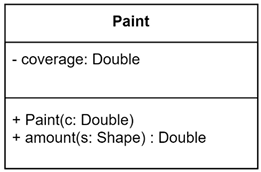 Paint
- coverage: Double
+ Paint(c: Double)
+ amount(s: Shape) : Double